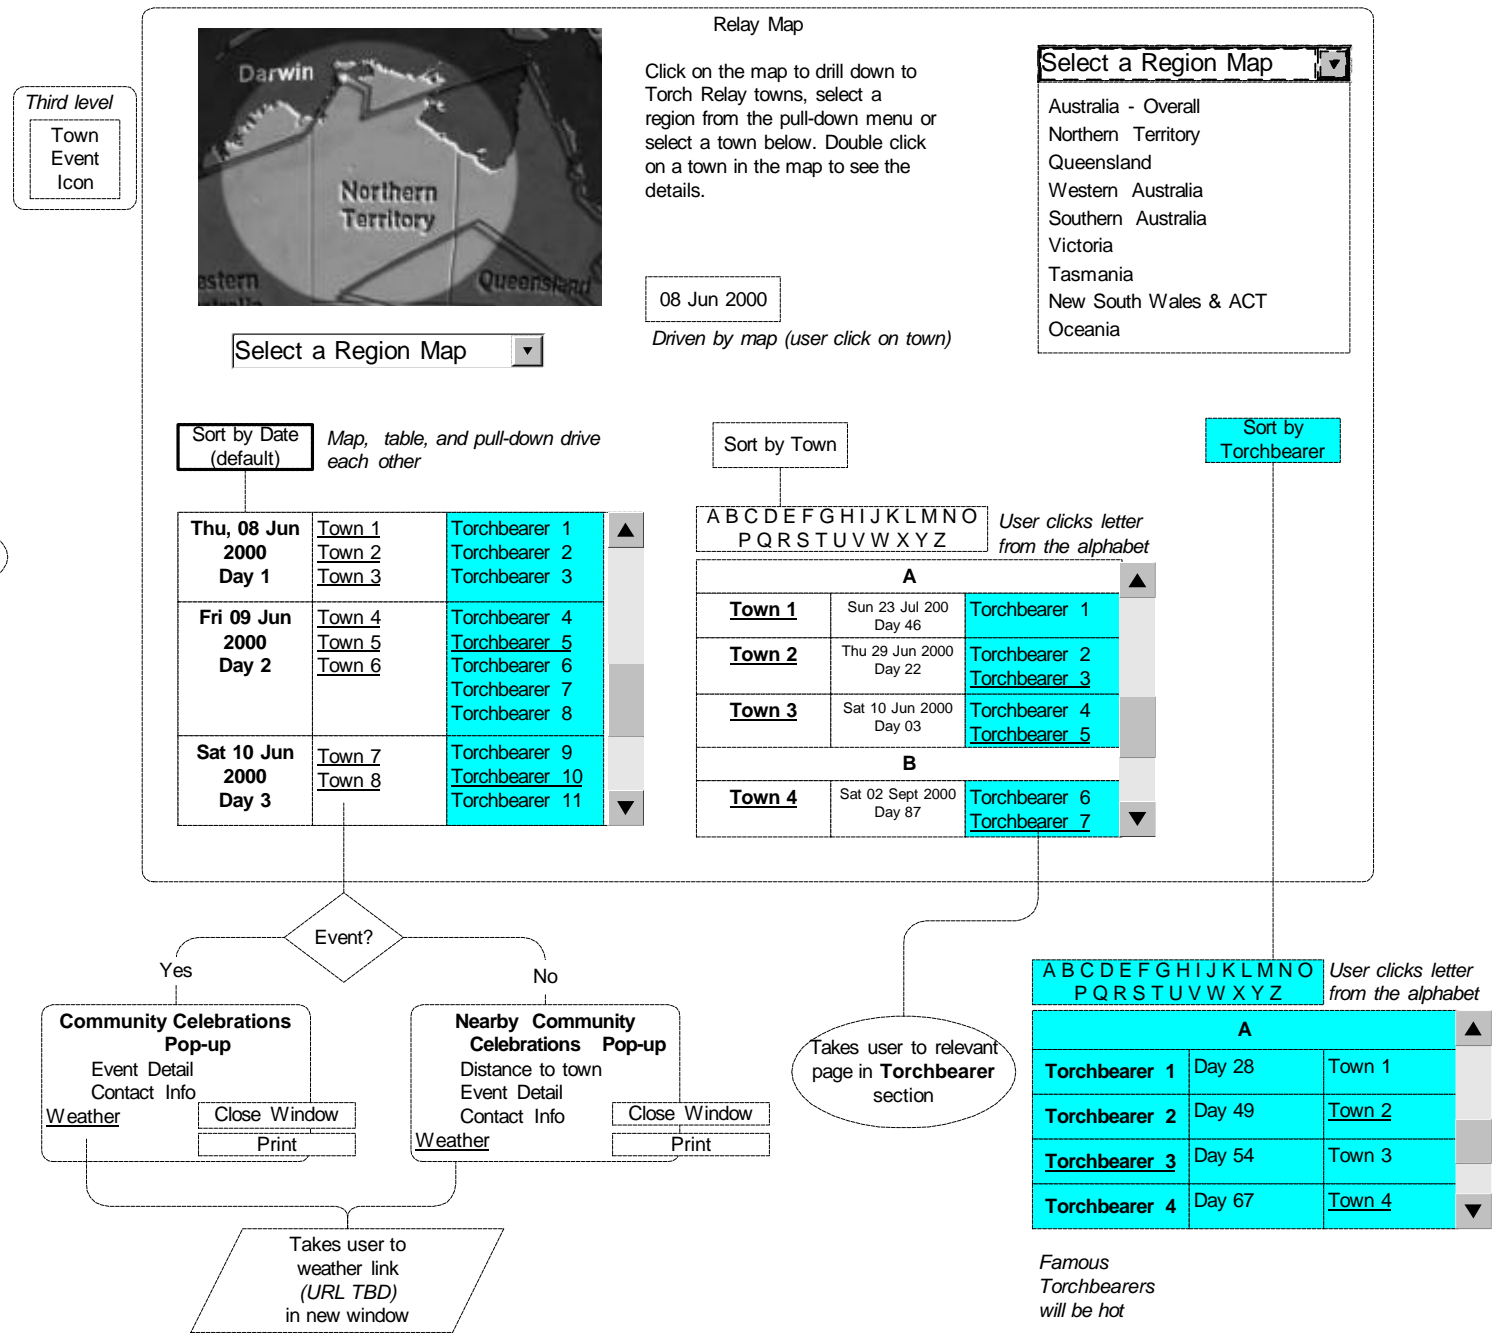 Relay Map
Third level
Town
Event
Icon
Darwin
Northern
Territory
Queensland
Click on the map to drill down to
Torch Relay towns, select a
region from the pull-down menu or
select a town below. Double click
on a town in the map to see the
details.
08 Jun 2000
Driven by map (user click on town)
Select a Region Map
Australia - Overall
Northern Territory
Queensland
Western Australia
Southern Australia
Victoria
Tasmania
New South Wales & ACT
Oceania
Select a Region Map
Sort by Date
(default)
Map, table, and pull-down drive
each other
Thu, 08 Jun
2000
Day 1
Town 1
Town 2
Town 3
Torchbearer 1
Torchbearer 2
Torchbearer 3
Fri 09 Jun
2000
Day 2
Town 4
Town 5
Town 6
Torchbearer 4
Torchbearer 5
Torchbearer 6
Torchbearer 7
Torchbearer 8
Sat 10 Jun
2000
Day 3
Town 7
Town 8
Torchbearer 9
Torchbearer 10
Torchbearer 11
Sort by Town
A B C D E F G H I J K L M N O
P Q R S T U V W X Y Z
User clicks letter
from the alphabet
A
Town 1
Sun 23 Jul 200
Day 46
Torchbearer 1
Town 2
Thu 29 Jun 2000
Day 22
Torchbearer 2
Torchbearer 3
Town 3
Sat 10 Jun 2000
Day 03
Torchbearer 4
Torchbearer 5
B
Town 4
Sat 02 Sept 2000
Day 87
Torchbearer 6
Torchbearer 7
Sort by
Torchbearer
Event?
Yes
No
Community Celebrations
Pop-up
Event Detail
Contact Info
Weather
Close Window
Print
Nearby Community
Celebrations Pop-up
Distance to town
Event Detail
Contact Info
Weather
Close Window
Print
Takes user to
weather link
(URL TBD)
in new window
Takes user to relevant
page in Torchbearer
section
A B C D E F G H I J K L M N O
P Q R S T U V W X Y Z
User clicks letter
from the alphabet
A
Torchbearer 1
Day 28
Town 1
Torchbearer 2
Day 49
Town 2
Torchbearer 3
Day 54
Town 3
Torchbearer 4
Day 67
Town 4
Famous
Torchbearers
will be hot